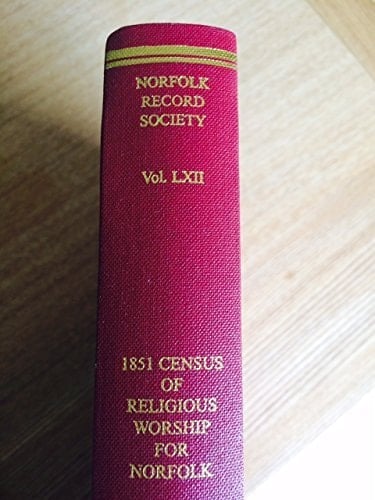 NORFOLK
RECORD
SOCIETY
Vol. LXII
1851 CENSUS
OF
RELIGIOUS
WORSHIP
FOR
NORFOLK